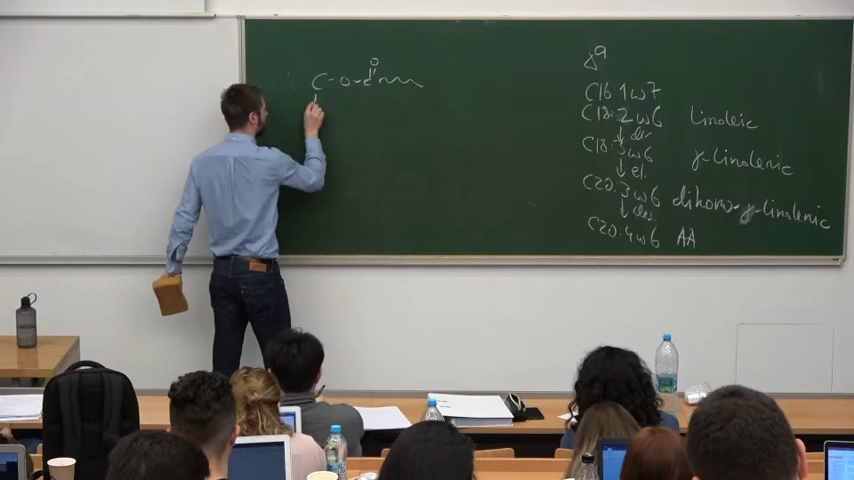 O
C-O-C
Δ9
C16:1ω7
C18:2ω6 Linoleic
↓ des
C18:3ω6 γ-linolenic
↓ el.
C20:3ω6 dihomo-γ-linolenic
↓ des.
C20:4ω6 AA